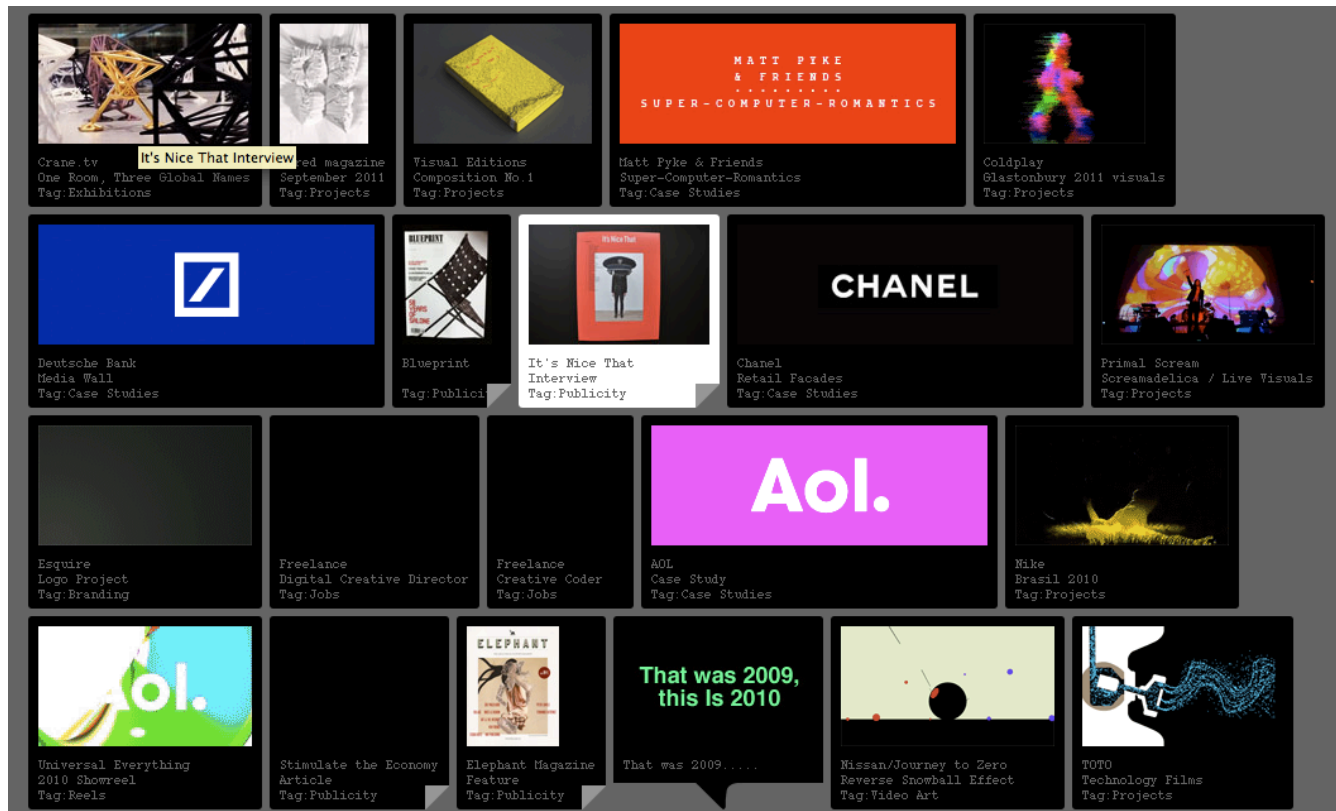 MATT PYKE
& FRIENDS
SUPER-COMPUTER-ROMANTICS
It's Nice That Interview
Crane.tv
One Room, Three Global Names
Tag:Exhibitions
red magazine
September 2011
Tag:Projects
Visual Editions
Composition No.1
Tag:Projects
Matt Pyke & Friends
Super-Computer-Romantics
Tag:Case Studies
Coldplay
Glastonbury 2011 visuals
Tag:Projects
Deutsche Bank
Media Wall
Tag:Case Studies
BLUEPRINT
50
YEARS
OF
SALONE
Blueprint
Tag:Publici
It's Nice That
It's Nice That
Interview
Tag:Publicity
CHANEL
Chanel
Retail Facades
Tag:Case Studies
Primal Scream
Screamadelica / Live Visuals
Tag:Projects
Esquire
Logo Project
Tag:Branding
Freelance
Digital Creative Director
Tag:Jobs
Freelance
Creative Coder
Tag:Jobs
Aol.
AOL
Case Study
Tag:Case Studies
Nike
Brasil 2010
Tag:Projects
Aol.
Universal Everything
2010 Showreel
Tag:Reels
Stimulate the Economy
Article
Tag:Publicity
ELEPHANT
Elephant Magazine
Feature
Tag:Publicity
That was 2009,
this Is 2010
That was 2009.....
Nissan/Journey to Zero
Reverse Snowball Effect
Tag:Video Art
TOTO
Technology Films
Tag:Projects